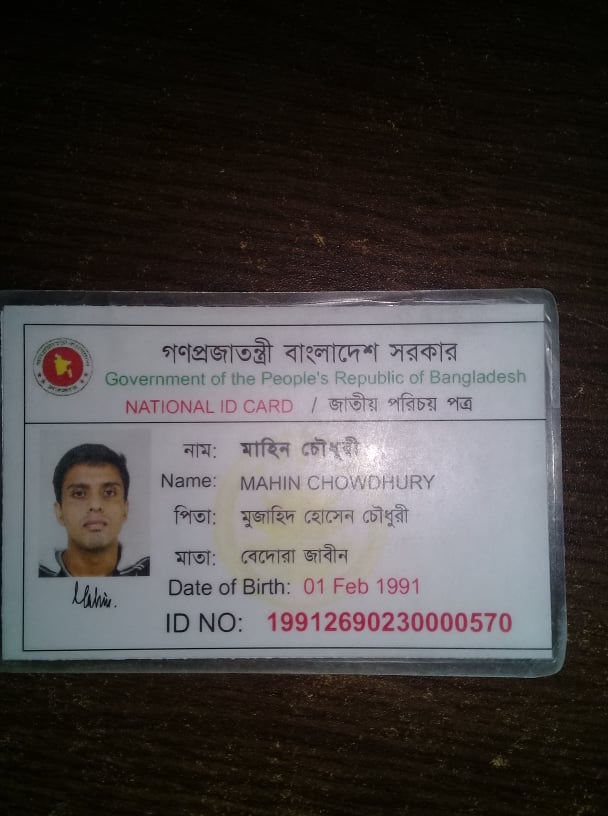 গণপ্রজাতন্ত্রী বাংলাদেশ সরকার
Government of the People's Republic of Bangladesh
NATIONAL ID CARD / জাতীয় পরিচয় পত্র
নাম: মাহিন চৌধুরী
Name: MAHIN CHOWDHURY
পিতা: মুজাহিদ হোসেন চৌধুরী
মাতা: বেদোরা জাবীন
Date of Birth: 01 Feb 1991
Mahin.
ID NO: 19912690230000570